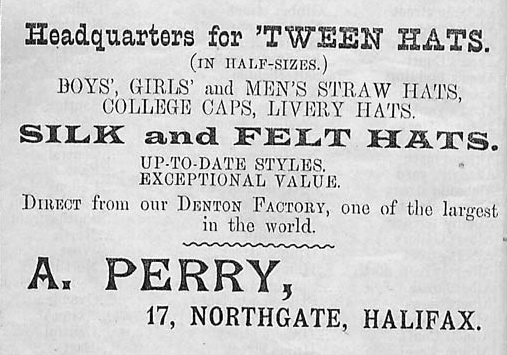 Headquarters for 'TWEEN HATS.
(IN HALF-SIZES.)
BOYS', GIRLS' and MEN'S STRAW HATS,
COLLEGE CAPS, LIVERY HATS.
SILK and FELT HATS.
UP-TO-DATE STYLES.
EXCEPTIONAL VALUE.
DIRECT from our DENTON FACTORY, one of the largest
in the world.
A. PERRY,
17, NORTHGATE, HALIFAX.